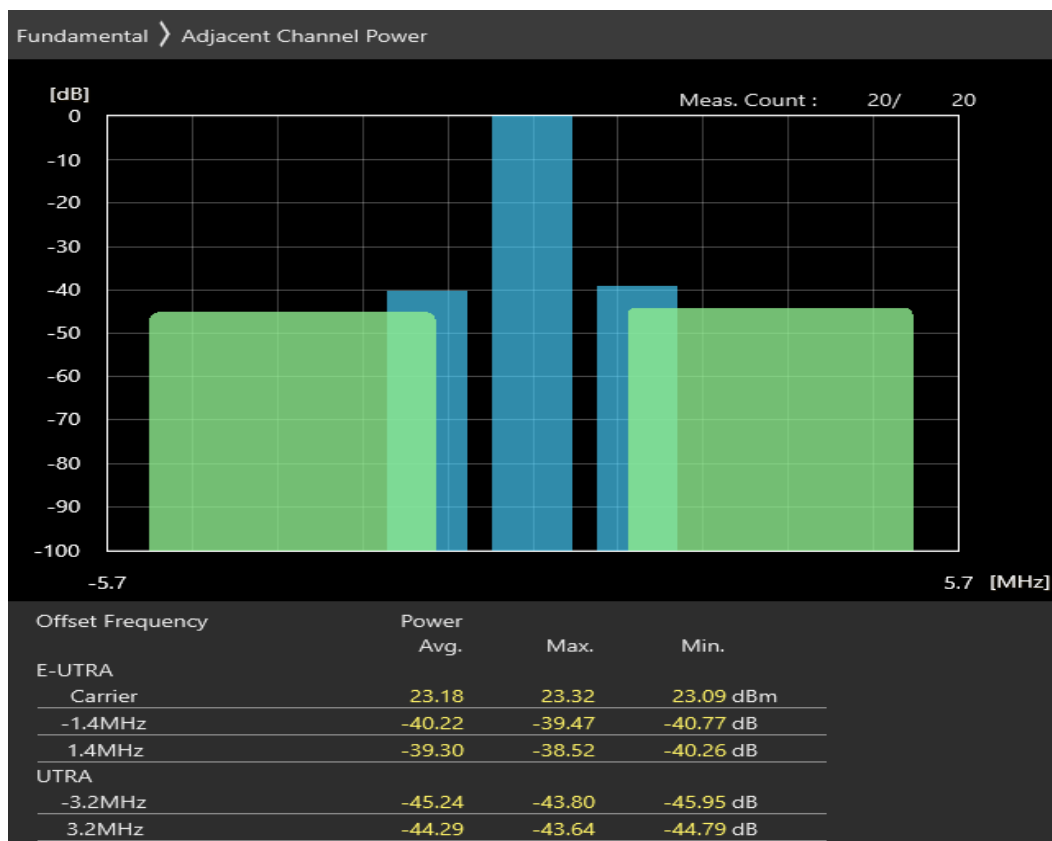 Fundamental 〉 Adjacent Channel Power
[dB]
Meas. Count : 20/ 20
0
-10
-20
-30
-40
-50
-60
-70
-80
-90
-100
-5.7 5.7 [MHz]
Offset Frequency Power
Avg. Max. Min.
E-UTRA
Carrier 23.18 23.32 23.09 dBm
-1.4MHz -40.22 -39.47 -40.77 dB
1.4MHz -39.30 -38.52 -40.26 dB
UTRA
-3.2MHz -45.24 -43.80 -45.95 dB
3.2MHz -44.29 -43.64 -44.79 dB